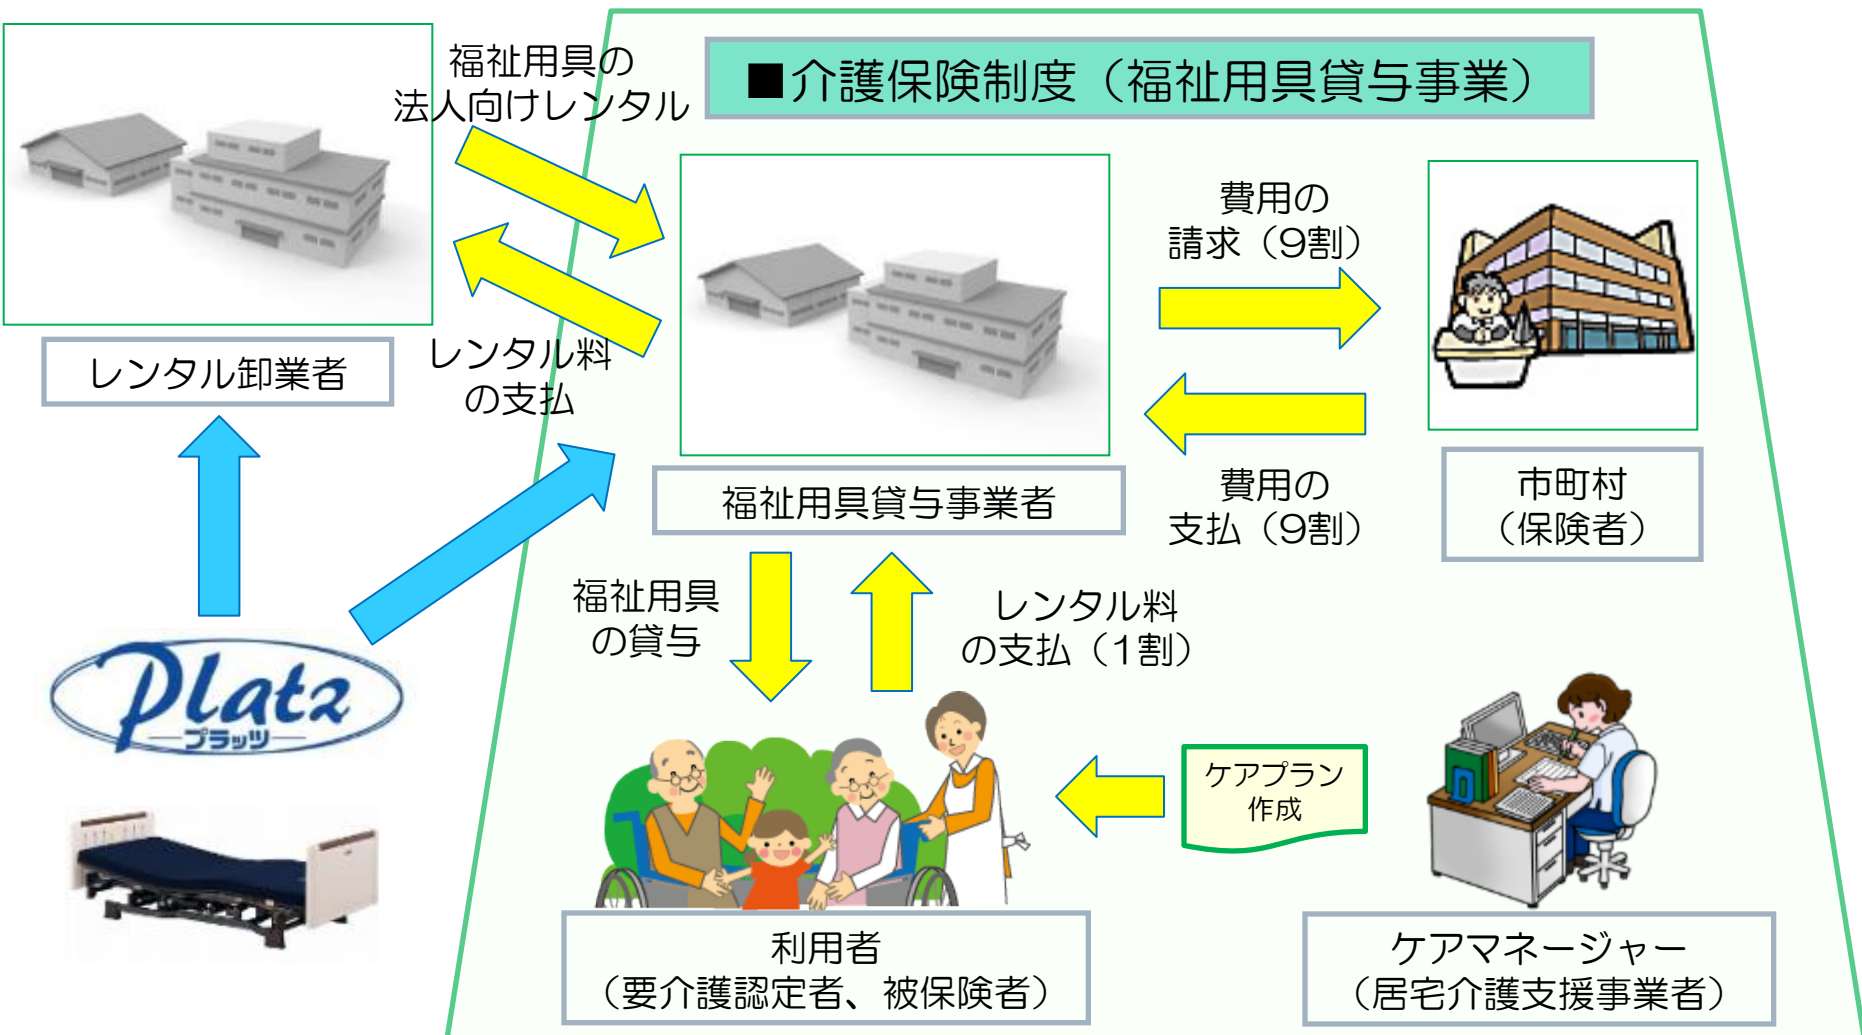 ■介護保険制度（福祉用具貸与事業）
福祉用具の
法人向けレンタル
レンタル卸業者
レンタル料
の支払
費用の
請求（9割）
福祉用具貸与事業者
費用の
支払（9割）
市町村
（保険者）
福祉用具
の貸与
レンタル料
の支払（1割）
Platz
プラッツ
ケアプラン
作成
利用者
（要介護認定者、被保険者）
ケアマネージャー
（居宅介護支援事業者）